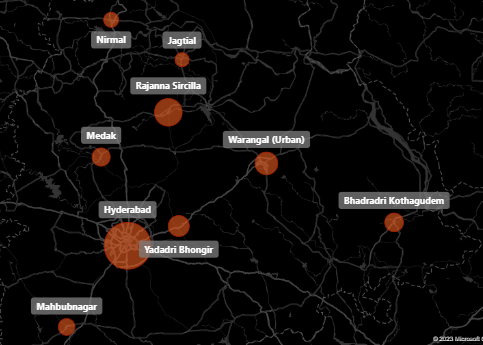 Nirmal
Jagtial
Rajanna Sircilla
Medak
Warangal (Urban)
Bhadradri Kothagudem
Hyderabad
Yadadri Bhongir
Mahbubnagar
© 2023 Microsoft